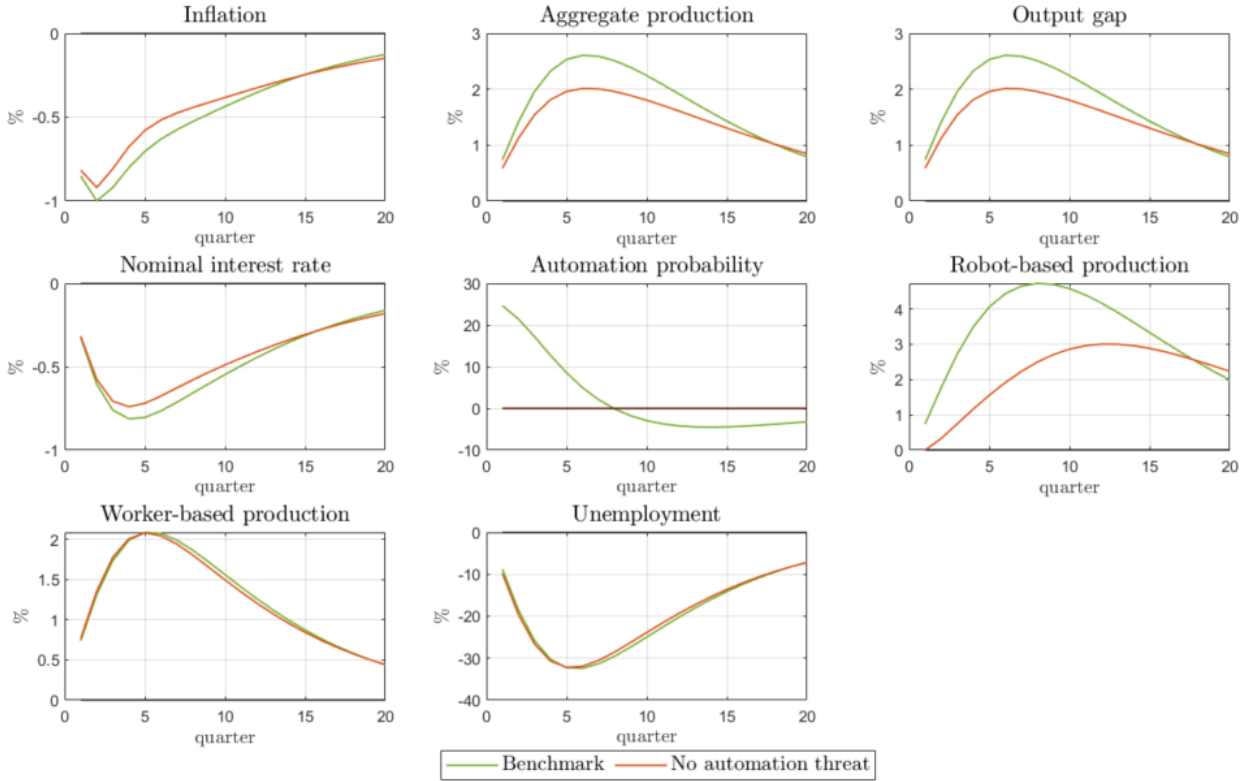 Inflation
Aggregate production
Output gap
0
-0.5
-1
%
0 5 10 15 20
quarter
3
2
1
0
%
0 5 10 15 20
quarter
3
2
1
0
%
0 5 10 15 20
quarter
Nominal interest rate
Automation probability
Robot-based production
0
-0.5
-1
%
0 5 10 15 20
quarter
30
20
10
0
-10
%
0 5 10 15 20
quarter
4
3
2
1
0
%
0 5 10 15 20
quarter
Worker-based production
Unemployment
2
1.5
1
0.5
0
%
0 5 10 15 20
quarter
0
-10
-20
-30
-40
%
0 5 10 15 20
quarter
Benchmark No automation threat